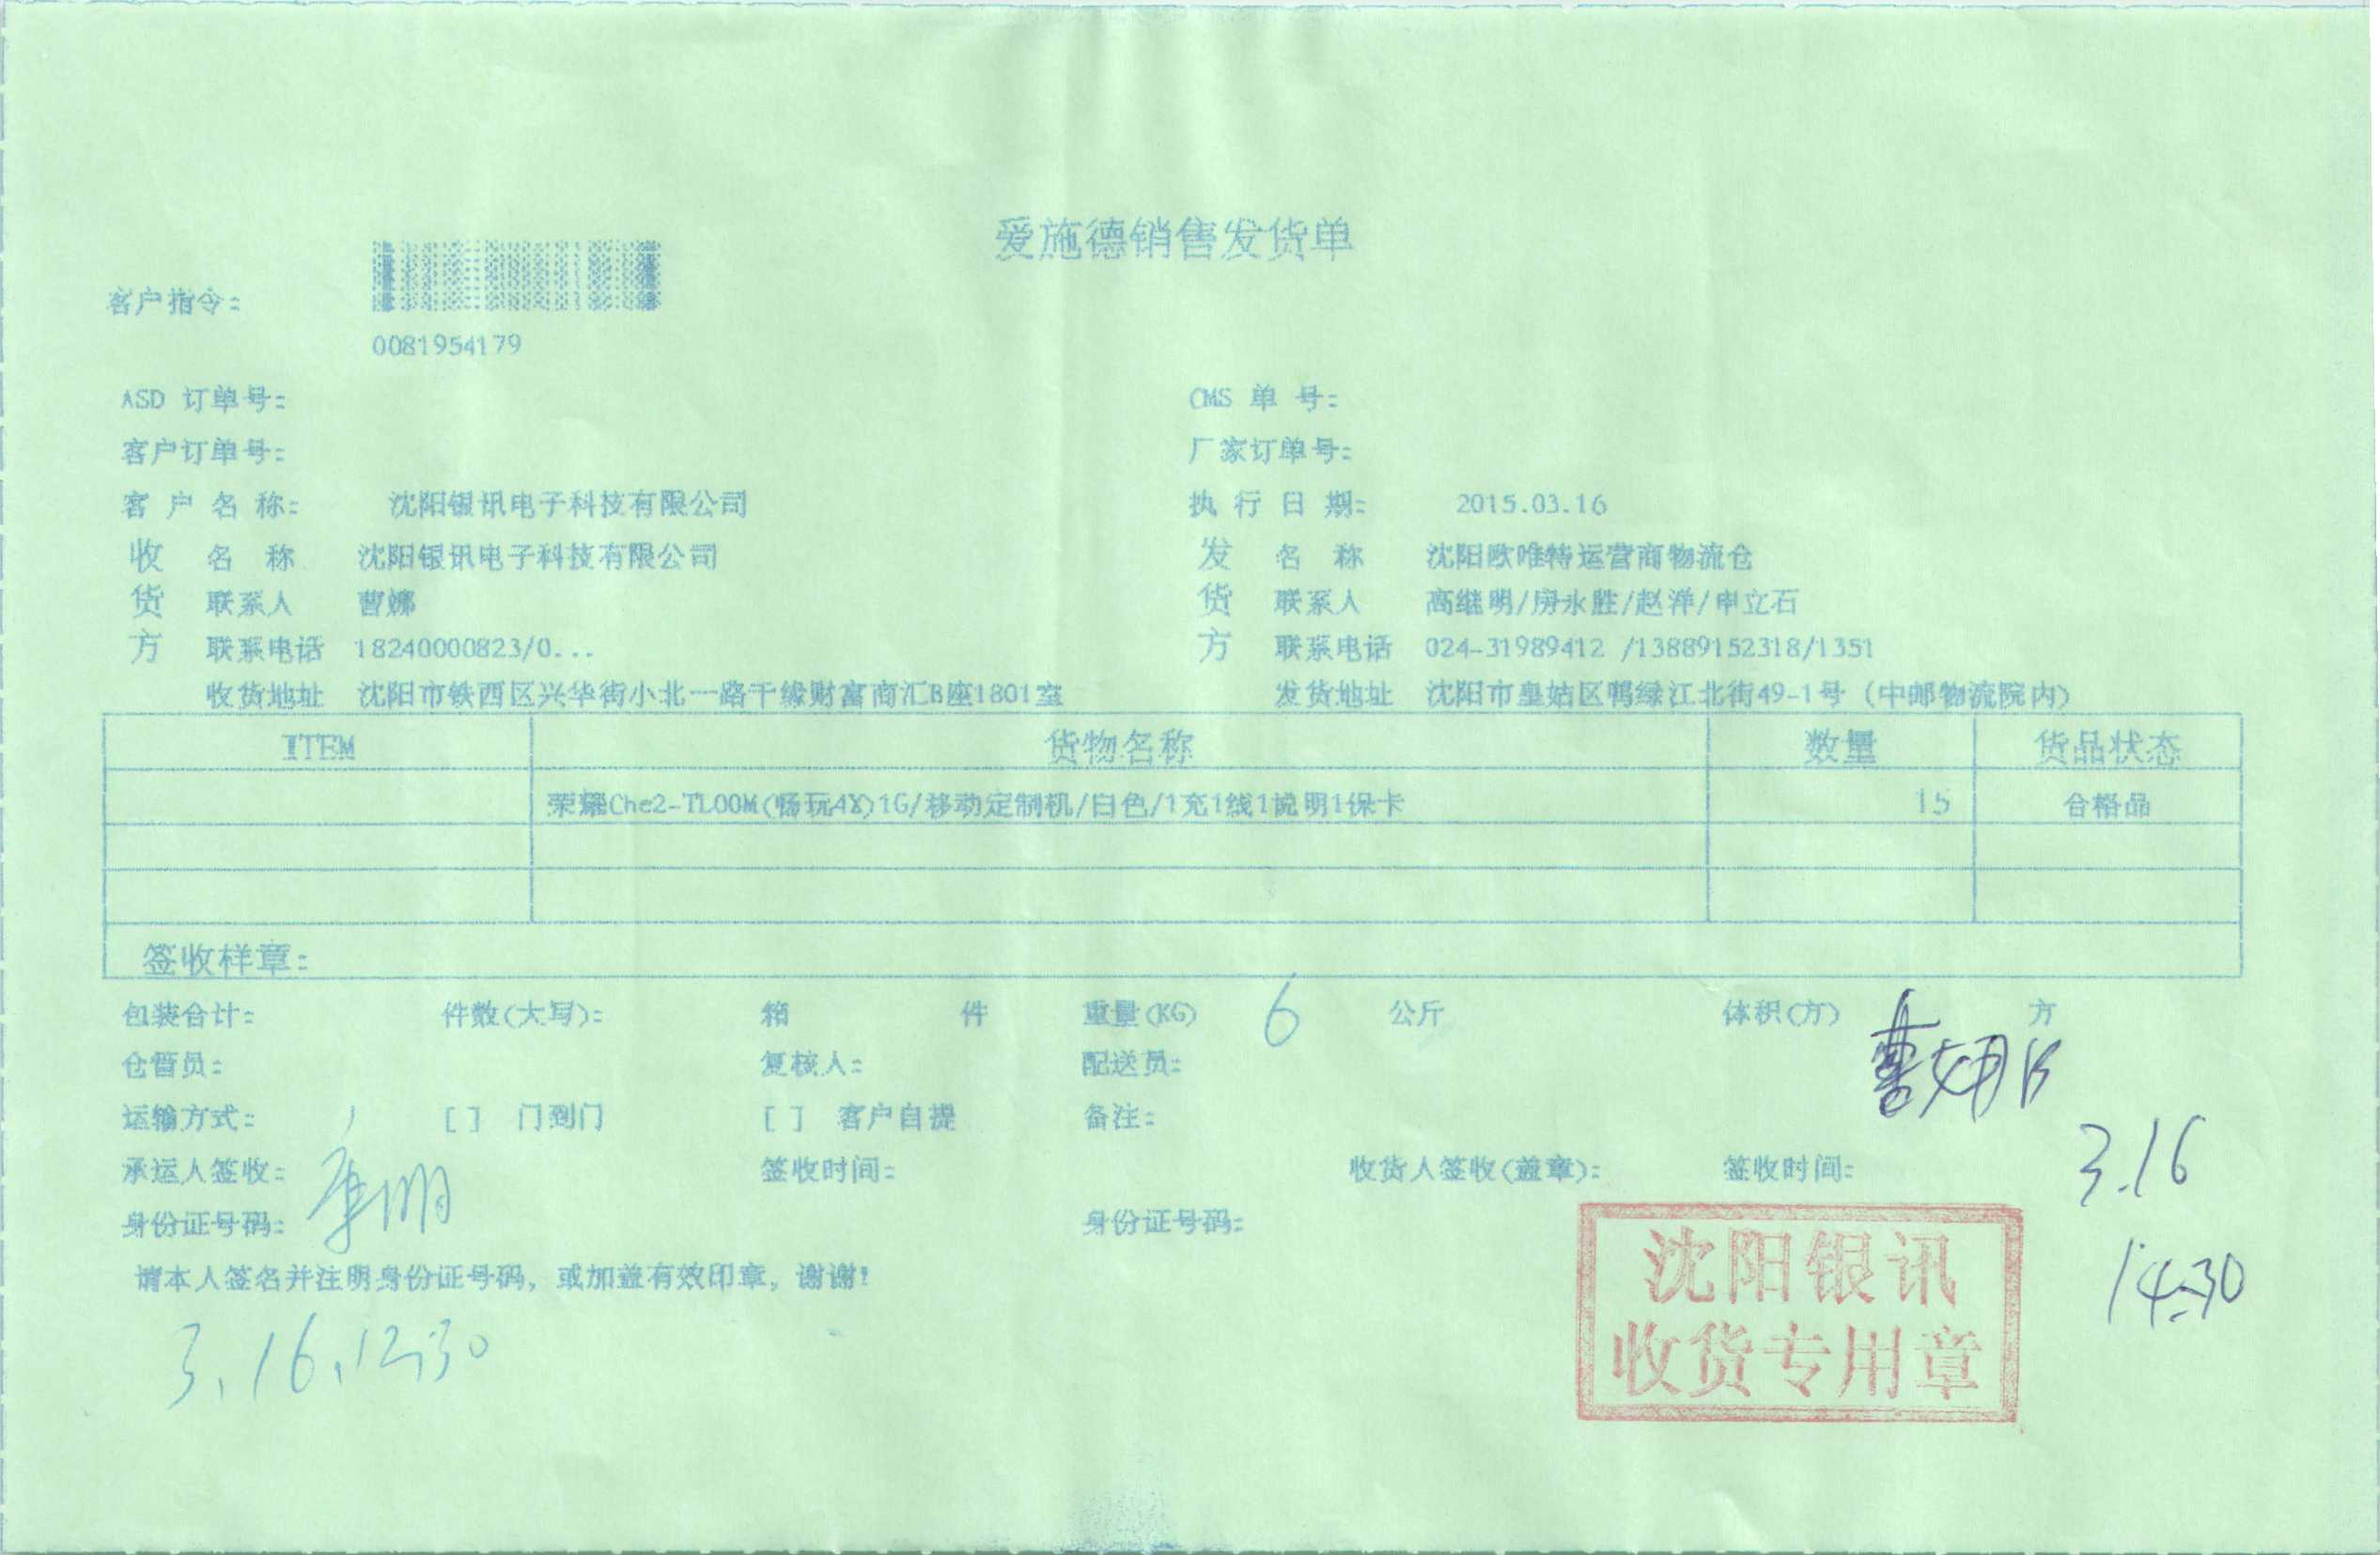 爱施德销售发货单
客户指令:
0081954179
ASD 订单号: CMS 单 号:
客户订单号: 厂家订单号:
客 户 名 称: 沈阳银讯电子科技有限公司 执 行 日 期: 2015.03.16
收 名 称 沈阳银讯电子科技有限公司 发 名 称 沈阳欧唯特运营商物流仓
货 联系人 曹娜 货 联系人 高继明/房永胜/赵洋/申立石
方 联系电话 18240000823/0... 方 联系电话 024-31989412 /13889152318/1351
收货地址 沈阳市铁西区兴华街小北一路千缘财富商汇B座1801室 发货地址 沈阳市皇姑区鸭绿江北街49-1号 (中邮物流院内)
ITEM 货物名称 数量 货品状态
荣耀Che2-TL00M(畅玩4X)1G/移动定制机/白色/1充1线1说明1保卡 15 合格品
签收样章:
包装合计: 件数(大写): 箱 件 重量(KG) 6 公斤 体积(方) 方
仓管员: 复核人: 配送员: 曹娜
运输方式: [ ] 门到门 [ ] 客户自提 备注:
承运人签收: 签收时间: 收货人签收(盖章): 签收时间: 3.16
身份证号码: 身份证号码:
14:30
请本人签名并注明身份证号码, 或加盖有效印章, 谢谢!
3.16.12:30
沈阳银讯
收货专用章